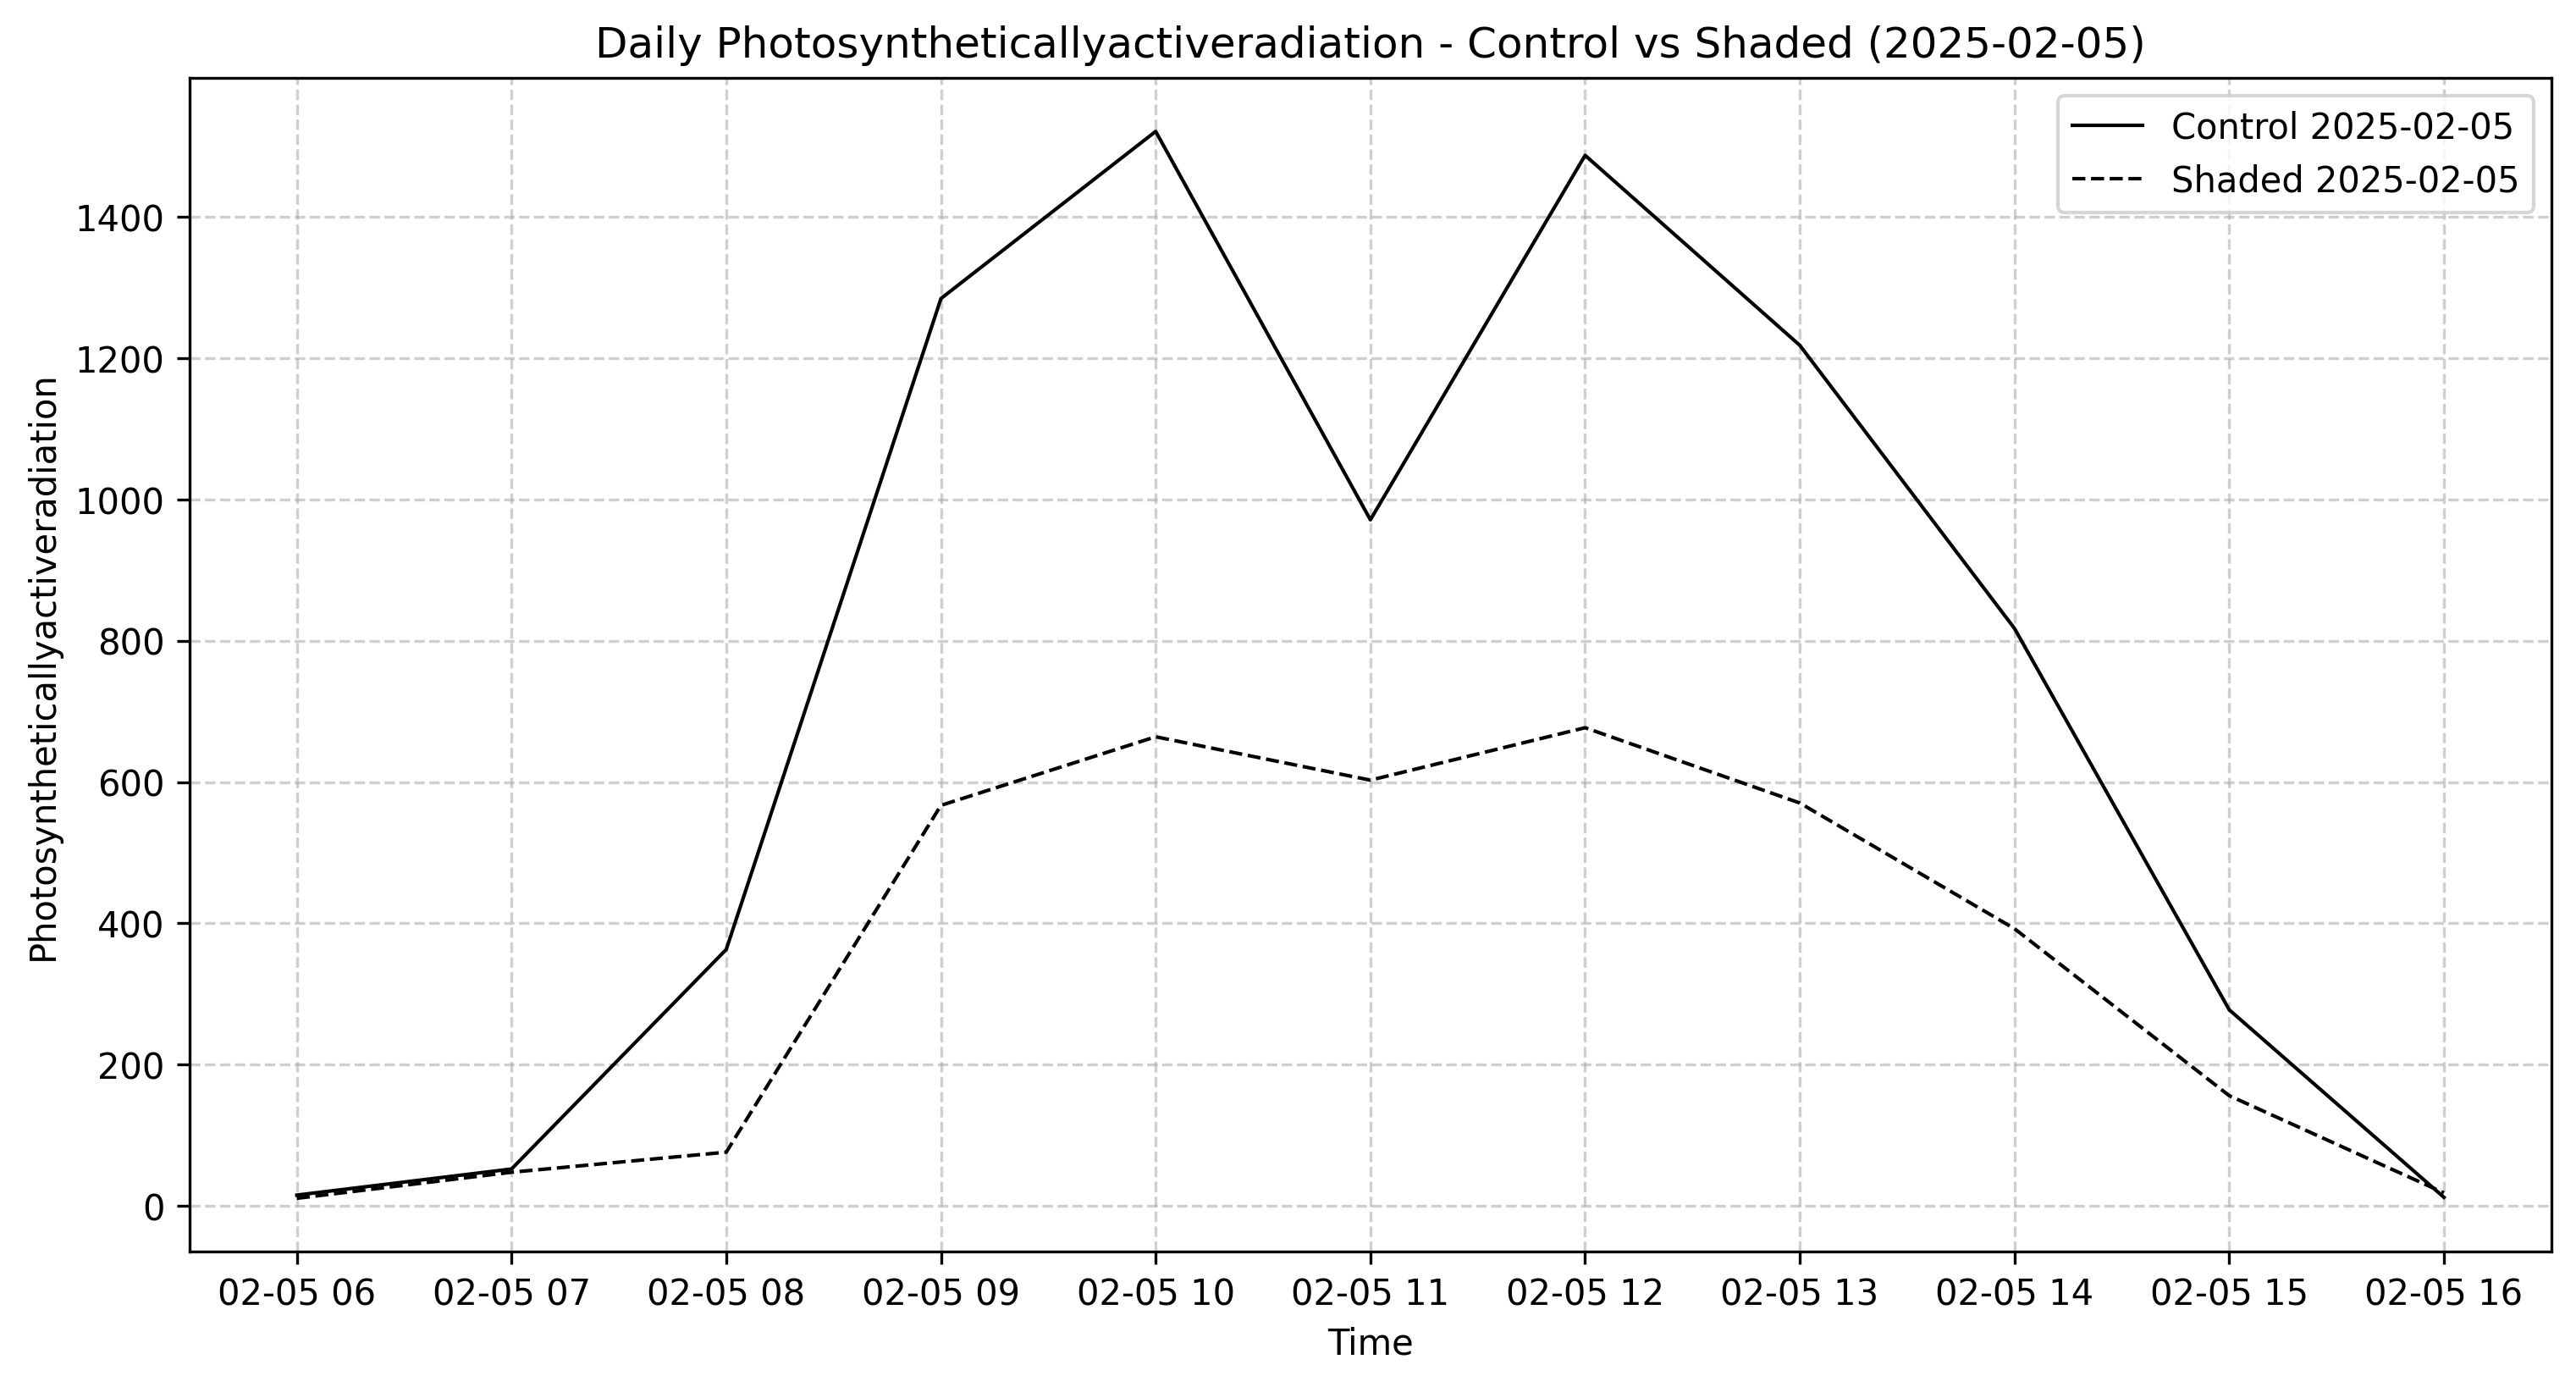 Daily Photosyntheticallyactiveradiation - Control vs Shaded (2025-02-05)
Control 2025-02-05
Shaded 2025-02-05
Photosyntheticallyactiveradiation
1400
1200
1000
800
600
400
200
0
02-05 06 02-05 07 02-05 08 02-05 09 02-05 10 02-05 11 02-05 12 02-05 13 02-05 14 02-05 15 02-05 16
Time